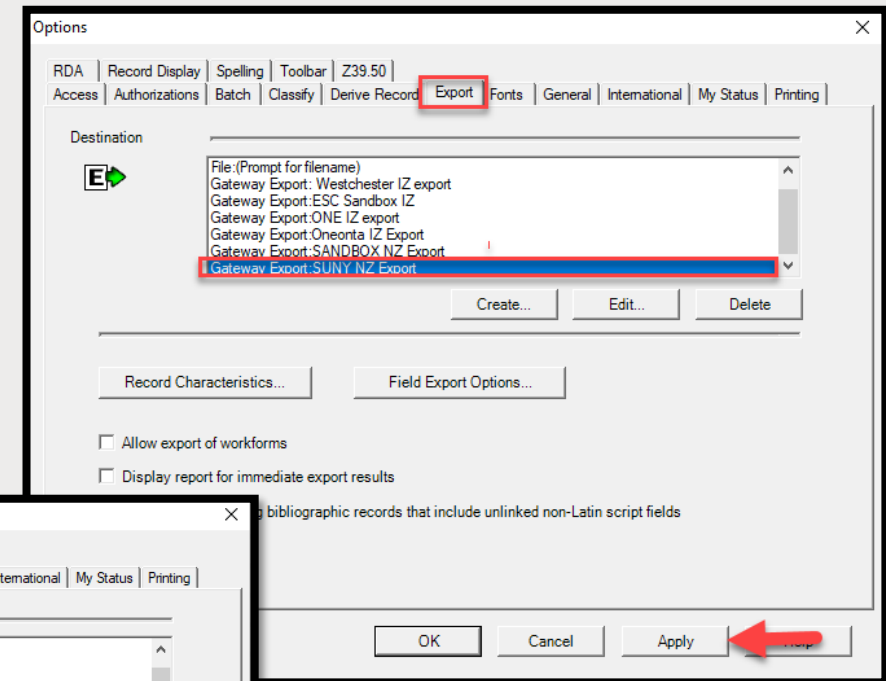 Options
RDA Record Display Spelling Toolbar Z39.50
Access Authorizations Batch Classify Derive Record Export Fonts General International My Status Printing
Destination
E
File:(Prompt for filename)
Gateway Export: Westchester IZ export
Gateway Export:ESC Sandbox IZ
Gateway Export:ONE IZ export
Gateway Export:Oneonta IZ Export
Gateway Export:SANDBOX NZ Export
Gateway Export:SUNY NZ Export
Create... Edit... Delete
Record Characteristics... Field Export Options...
Allow export of workforms
Display report for immediate export results
bibliographic records that include unlinked non-Latin script fields
ternational My Status Printing
OK Cancel Apply